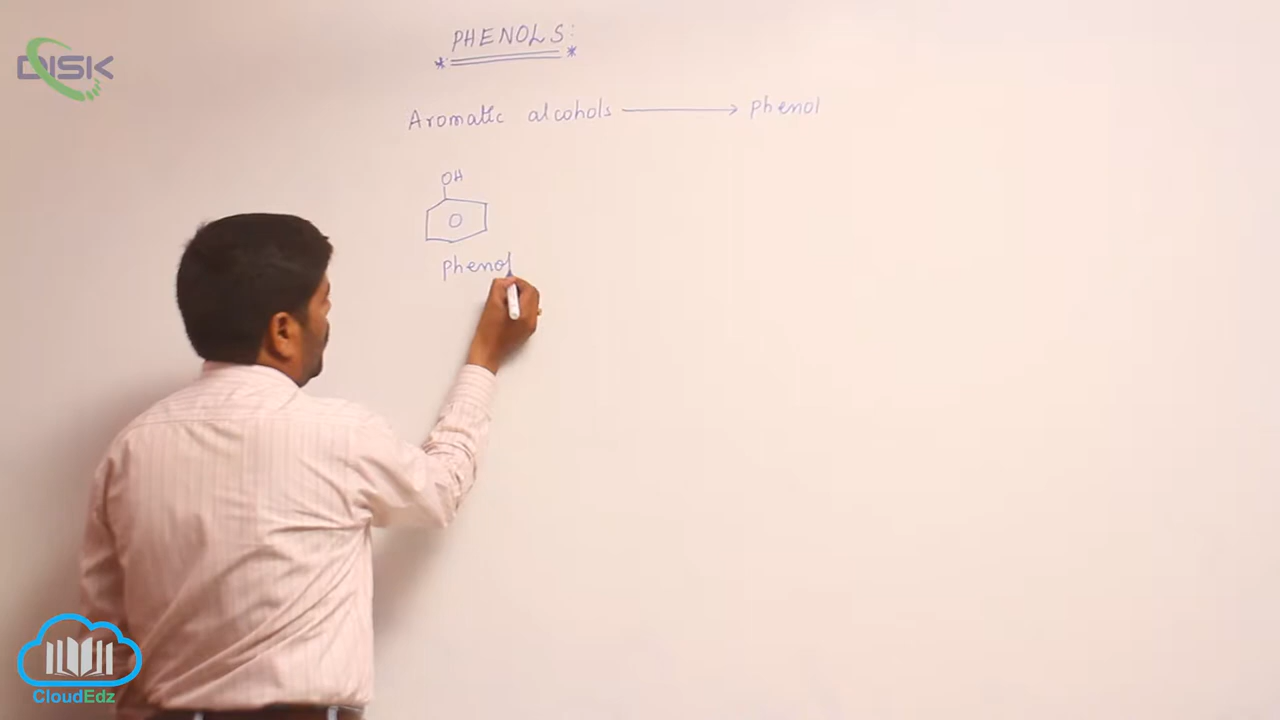 DISK
PHENOLS:
Aromatic alcohols → phenol
OH
phenol
CloudEdz